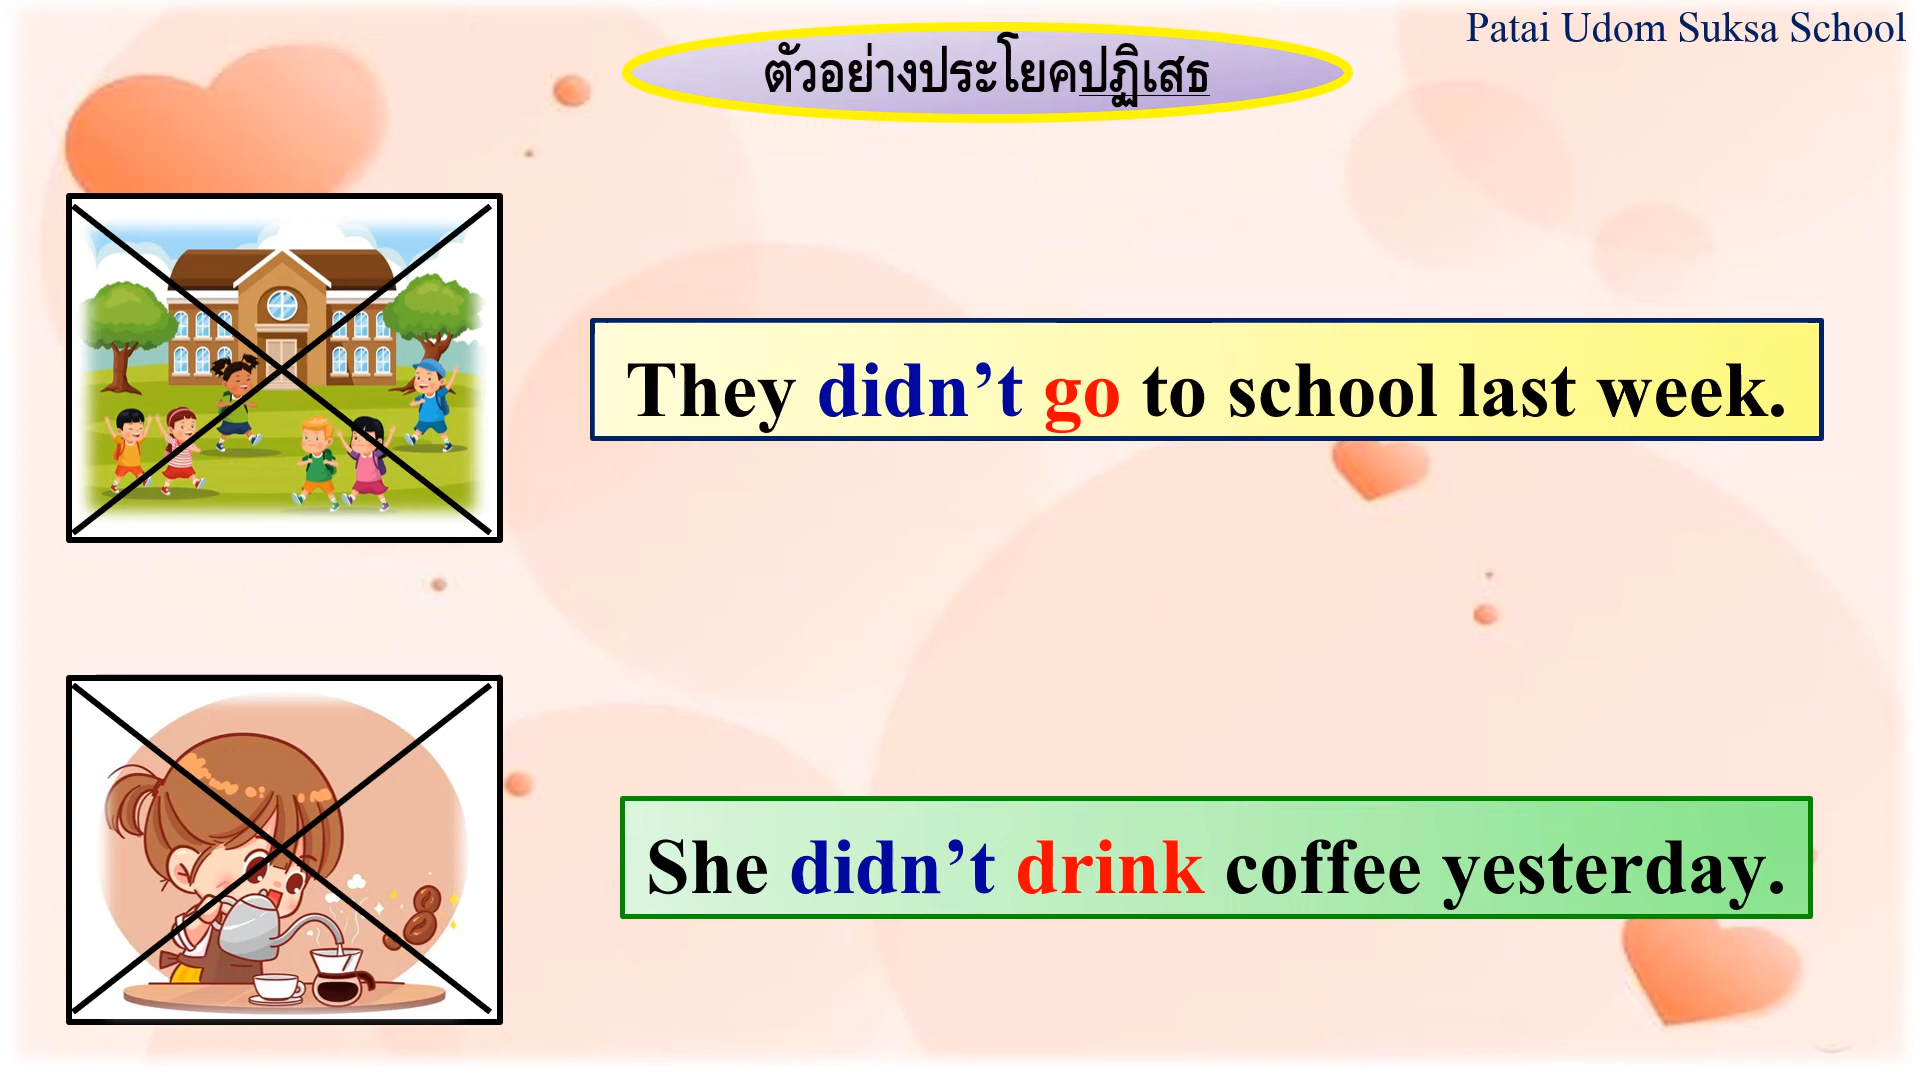 Patai Udom Suksa School
ตัวอย่างประโยคปฏิเสธ
They didn’t go to school last week.
She didn’t drink coffee yesterday.